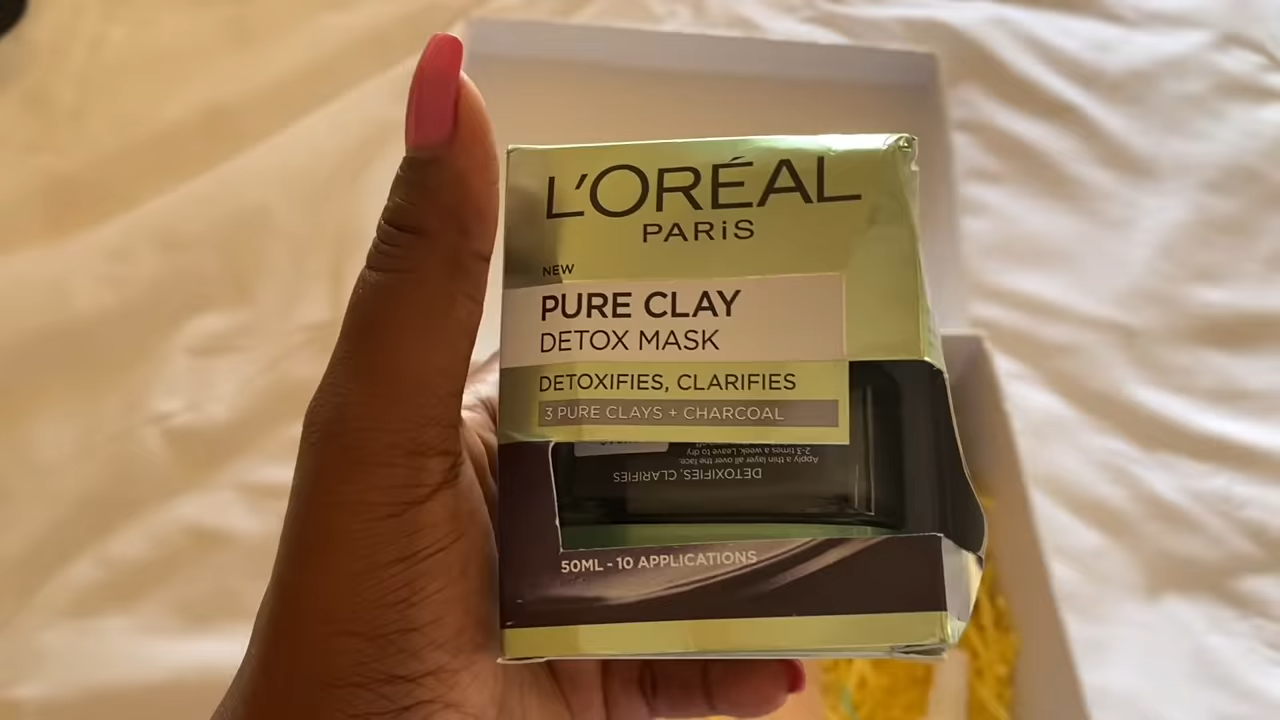 L'ORÉAL
PARiS
NEW
PURE CLAY
DETOX MASK
DETOXIFIES, CLARIFIES
3 PURE CLAYS + CHARCOAL
DETOXIFIES, CLARIFIES
Apply a thin layer all over the face.
2-3 times a week. Leave to dry
50ML - 10 APPLICATIONS